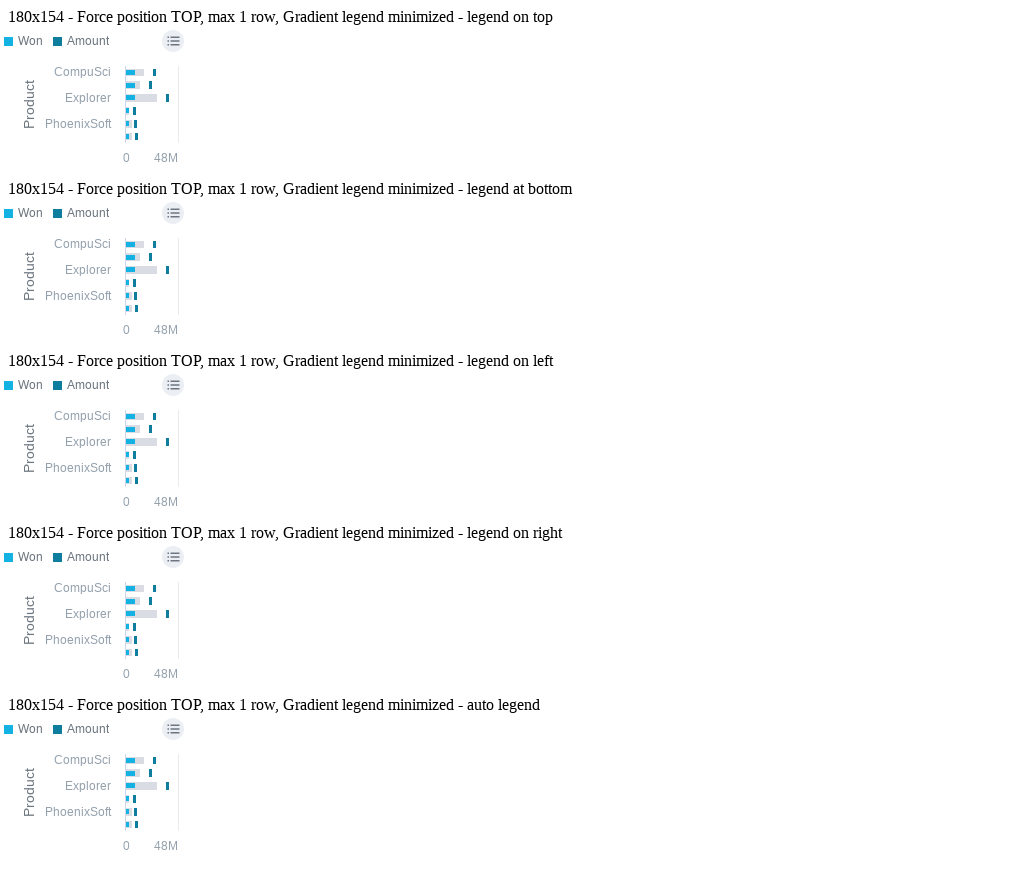 180x154 - Force position TOP, max 1 row, Gradient legend minimized - legend on top
Won Amount
CompuSci
Explorer
PhoenixSoft
Product
0 48M
180x154 - Force position TOP, max 1 row, Gradient legend minimized - legend at bottom
Won Amount
CompuSci
Explorer
PhoenixSoft
Product
0 48M
180x154 - Force position TOP, max 1 row, Gradient legend minimized - legend on left
Won Amount
CompuSci
Explorer
PhoenixSoft
Product
0 48M
180x154 - Force position TOP, max 1 row, Gradient legend minimized - legend on right
Won Amount
CompuSci
Explorer
PhoenixSoft
Product
0 48M
180x154 - Force position TOP, max 1 row, Gradient legend minimized - auto legend
Won Amount
CompuSci
Explorer
PhoenixSoft
Product
0 48M